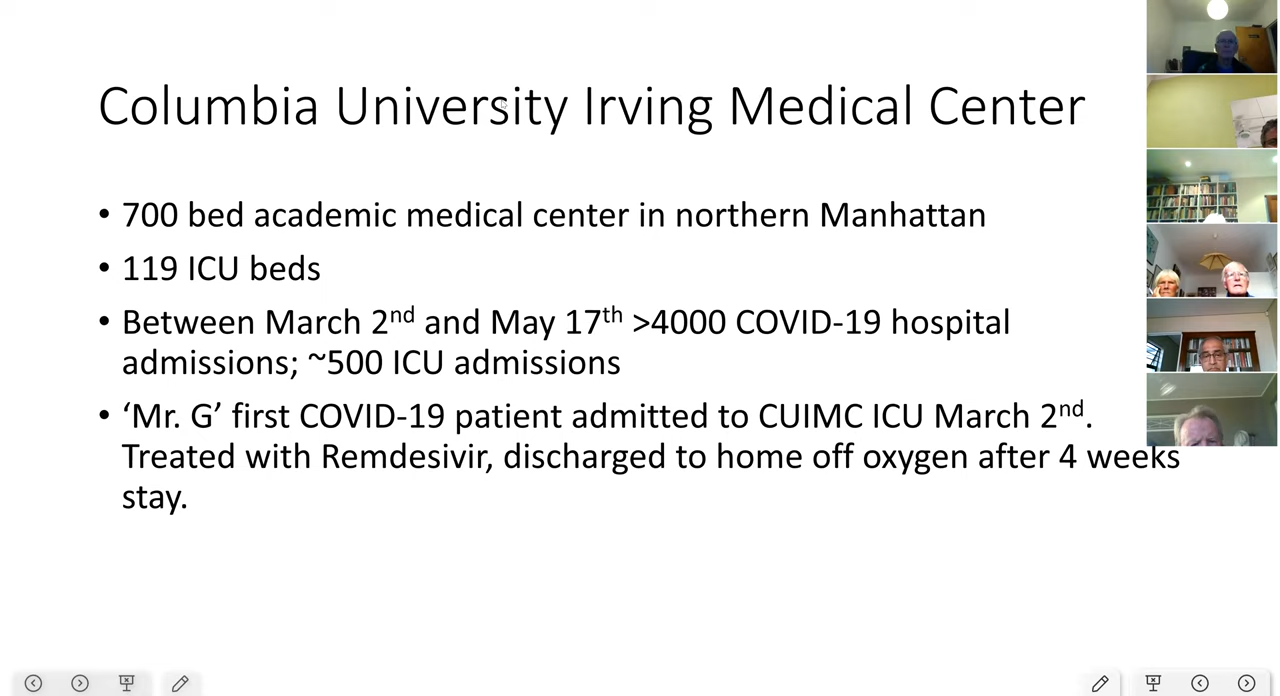 Columbia University Irving Medical Center
• 700 bed academic medical center in northern Manhattan
• 119 ICU beds
• Between March 2nd and May 17th >4000 COVID-19 hospital
admissions; ~500 ICU admissions
• ‘Mr. G’ first COVID-19 patient admitted to CUIMC ICU March 2nd.
Treated with Remdesivir, discharged to home off oxygen after 4 weeks
stay.